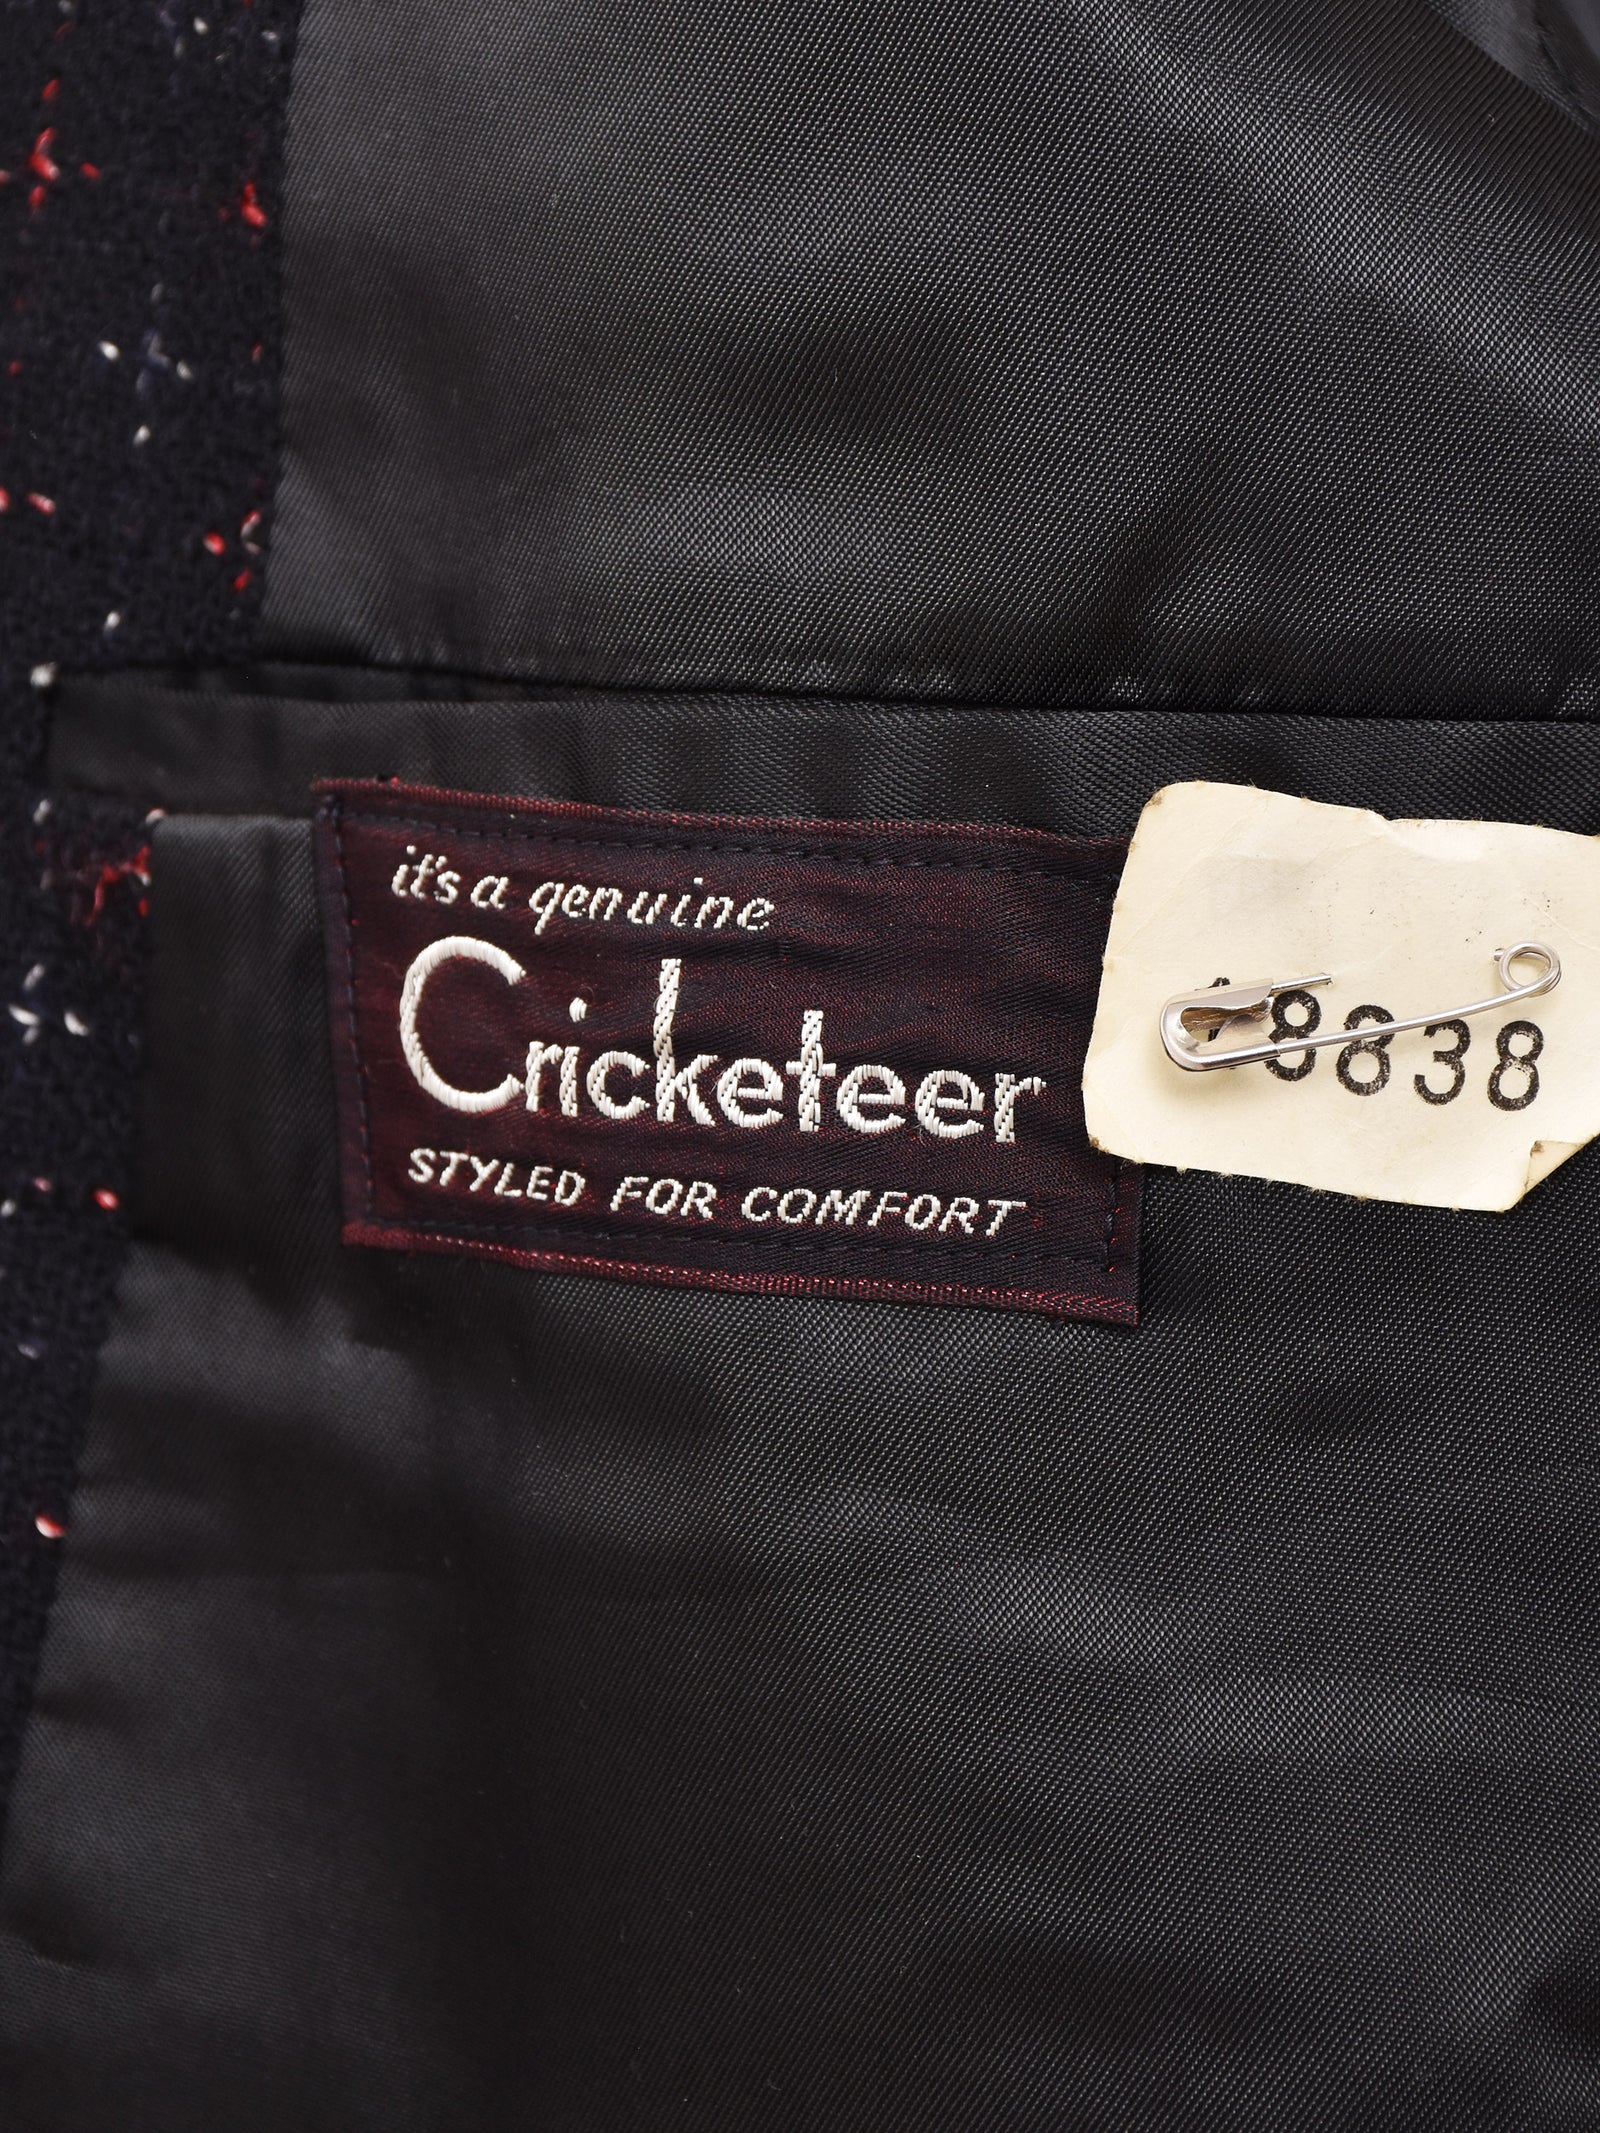 it's a genuine
Cricketeer
STYLED FOR COMFORT
8838